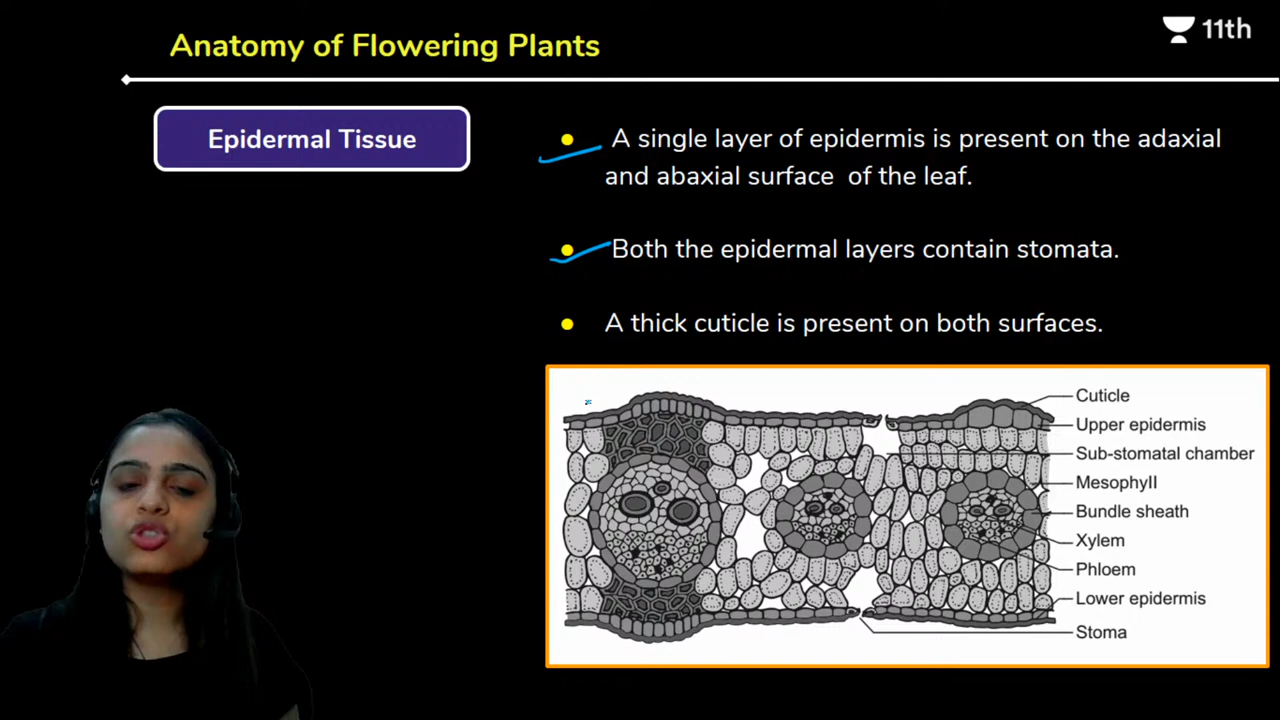 Anatomy of Flowering Plants
11th
Epidermal Tissue
A single layer of epidermis is present on the adaxial
and abaxial surface of the leaf.
Both the epidermal layers contain stomata.
A thick cuticle is present on both surfaces.
Cuticle
Upper epidermis
Sub-stomatal chamber
Mesophyll
Bundle sheath
Xylem
Phloem
Lower epidermis
Stoma